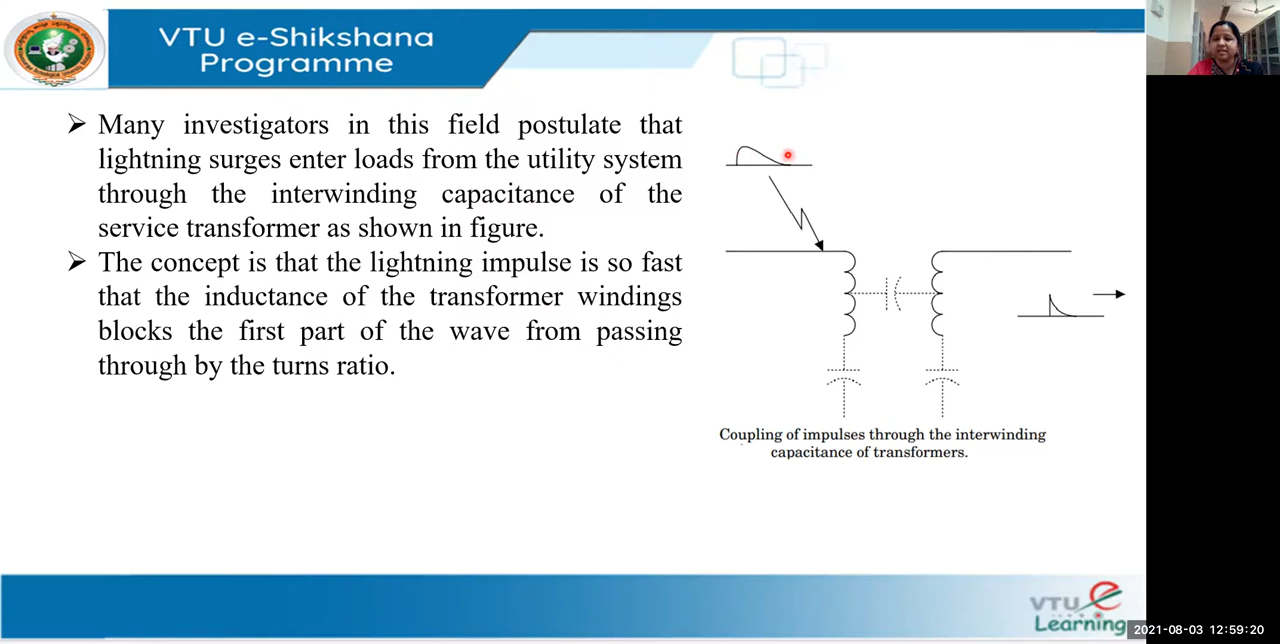 VTU e-Shikshana
Programme
➢ Many investigators in this field postulate that
lightning surges enter loads from the utility system
through the interwinding capacitance of the
service transformer as shown in figure.
➢ The concept is that the lightning impulse is so fast
that the inductance of the transformer windings
blocks the first part of the wave from passing
through by the turns ratio.
Coupling of impulses through the interwinding
capacitance of transformers.
VTU e
Learning
2021-08-03 12:59:20